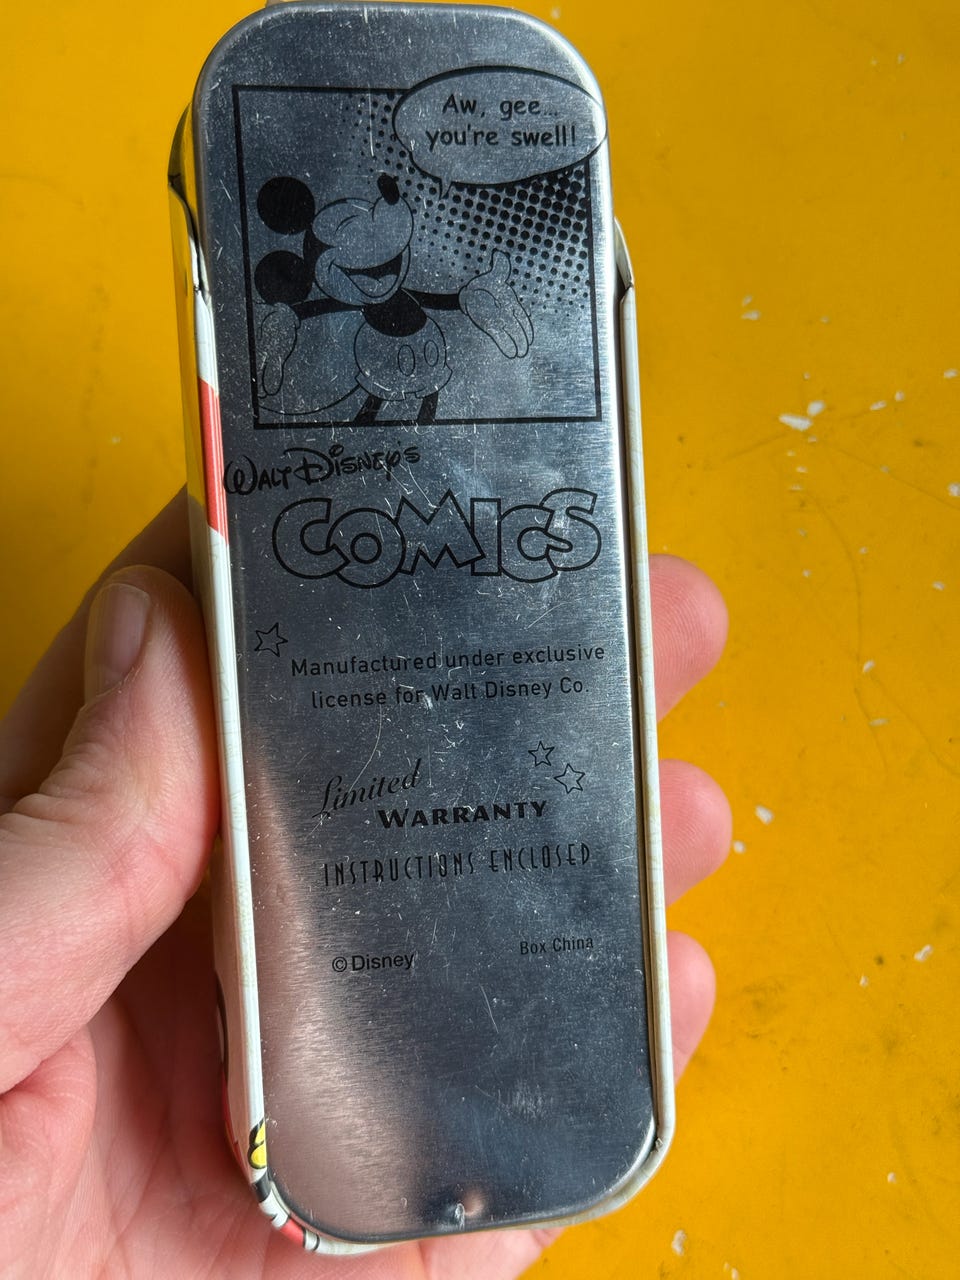 Aw, gee...
you're swell!
WALT DISNEY'S
COMICS
Manufactured under exclusive
license for Walt Disney Co.
Limited
WARRANTY
INSTRUCTIONS ENCLOSED
© Disney
Box China